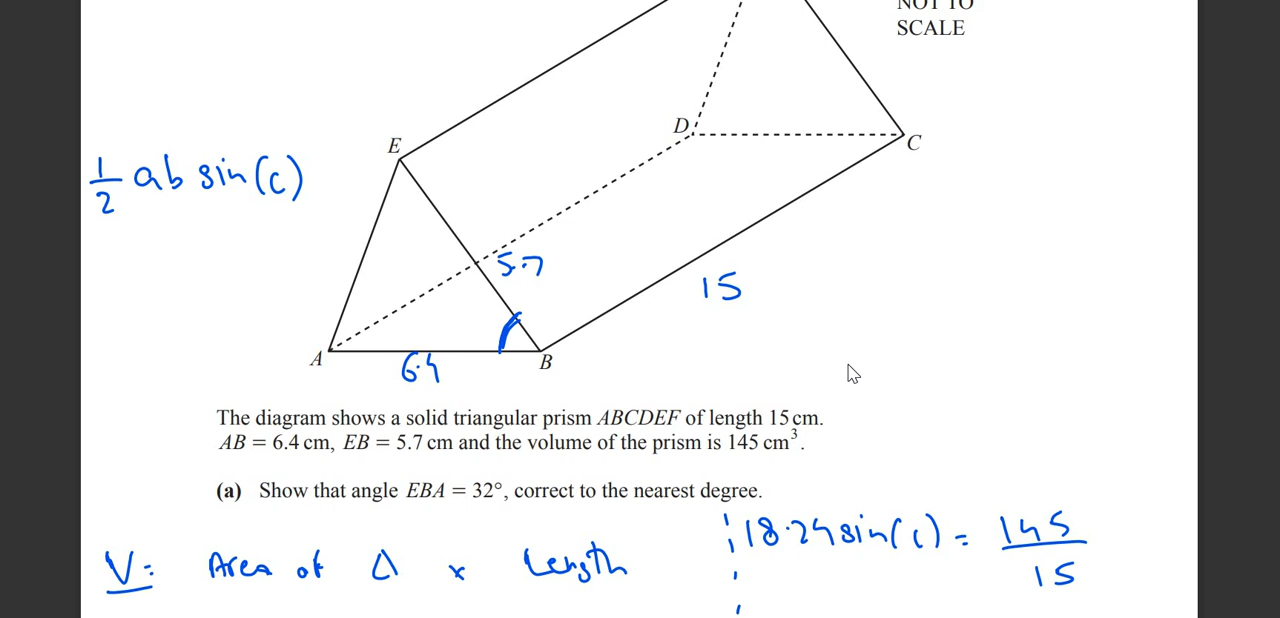 NOT TO
SCALE
E
D
C
1/2 ab sin(c)
5.7
15
A
6.4
B
The diagram shows a solid triangular prism ABCDEF of length 15 cm.
AB = 6.4 cm, EB = 5.7 cm and the volume of the prism is 145 cm³.
(a) Show that angle EBA = 32°, correct to the nearest degree.
18.24 sin(c) = 145/15
V: Area of Δ x Length